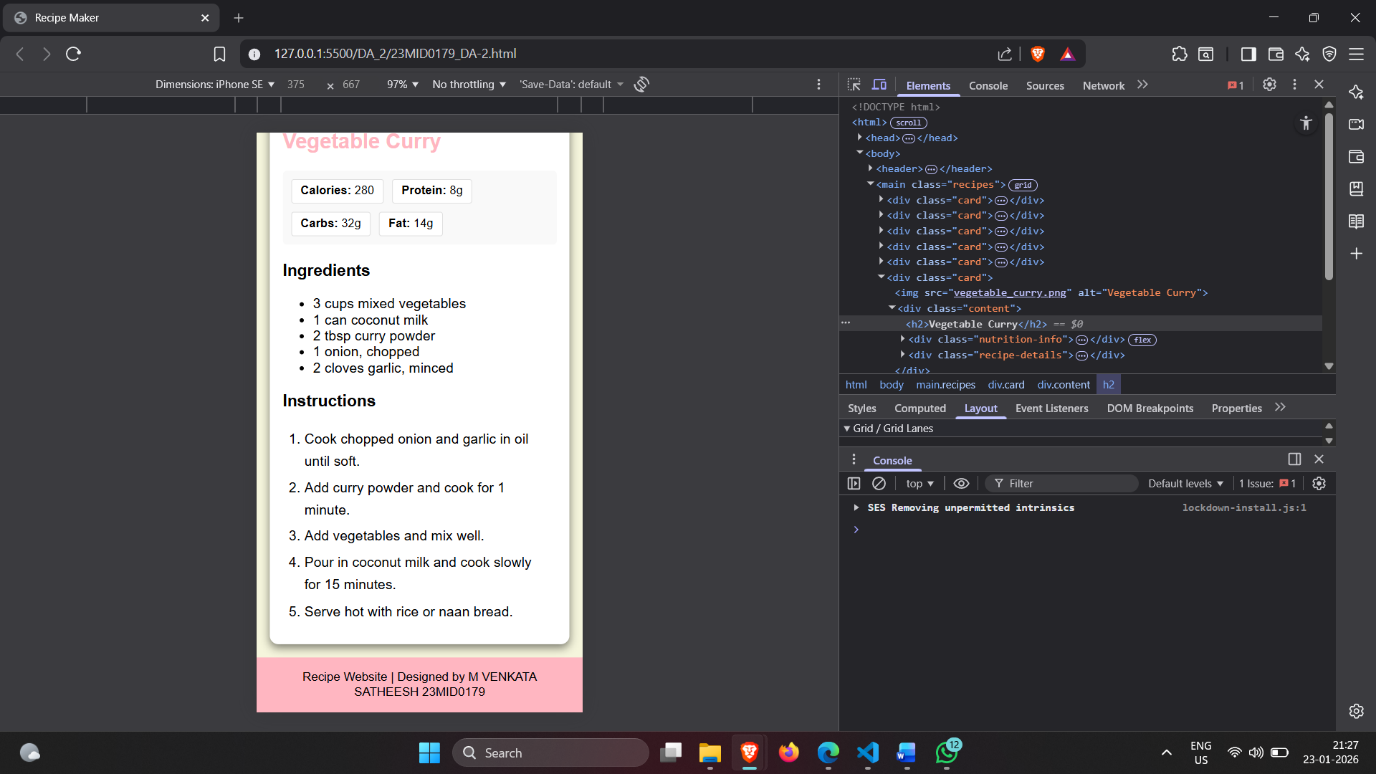 Recipe Maker
127.0.0.1:5500/DA_2/23MID0179_DA-2.html
Dimensions: iPhone SE 375 x 667 97% No throttling 'Save-Data': default
Vegetable Curry
Calories: 280 Protein: 8g
Carbs: 32g Fat: 14g
Ingredients
• 3 cups mixed vegetables
• 1 can coconut milk
• 2 tbsp curry powder
• 1 onion, chopped
• 2 cloves garlic, minced
Instructions
1. Cook chopped onion and garlic in oil
until soft.
2. Add curry powder and cook for 1
minute.
3. Add vegetables and mix well.
4. Pour in coconut milk and cook slowly
for 15 minutes.
5. Serve hot with rice or naan bread.
Recipe Website | Designed by M VENKATA
SATHEESH 23MID0179
Elements Console Sources Network 1
<!DOCTYPE html>
<html> scroll
<head> ⋯ </head>
<body>
<header> ⋯ </header>
<main class="recipes"> grid
<div class="card"> ⋯ </div>
<div class="card"> ⋯ </div>
<div class="card"> ⋯ </div>
<div class="card"> ⋯ </div>
<div class="card"> ⋯ </div>
<div class="card">
<img src="vegetable_curry.png" alt="Vegetable Curry">
<div class="content">
<h2>Vegetable Curry</h2> == $0
<div class="nutrition-info"> ⋯ </div> flex
<div class="recipe-details"> ⋯ </div>
</div>
html body main.recipes div.card div.content h2
Styles Computed Layout Event Listeners DOM Breakpoints Properties
Grid / Grid Lanes
Console
top Filter Default levels 1 Issue: 1
SES Removing unpermitted intrinsics lockdown-install.js:1
Search
12
ENG
US
21:27
23-01-2026